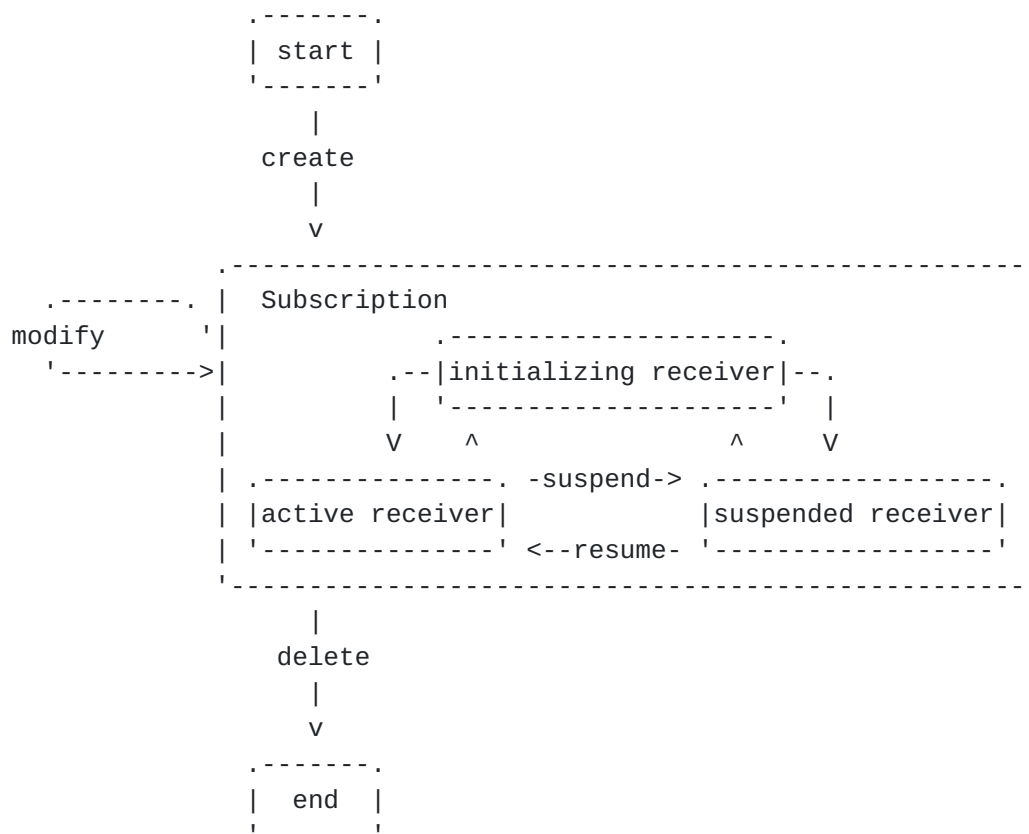 start
create
Subscription
modify
initializing receiver
-suspend->
active receiver
suspended receiver
<--resume-
delete
end